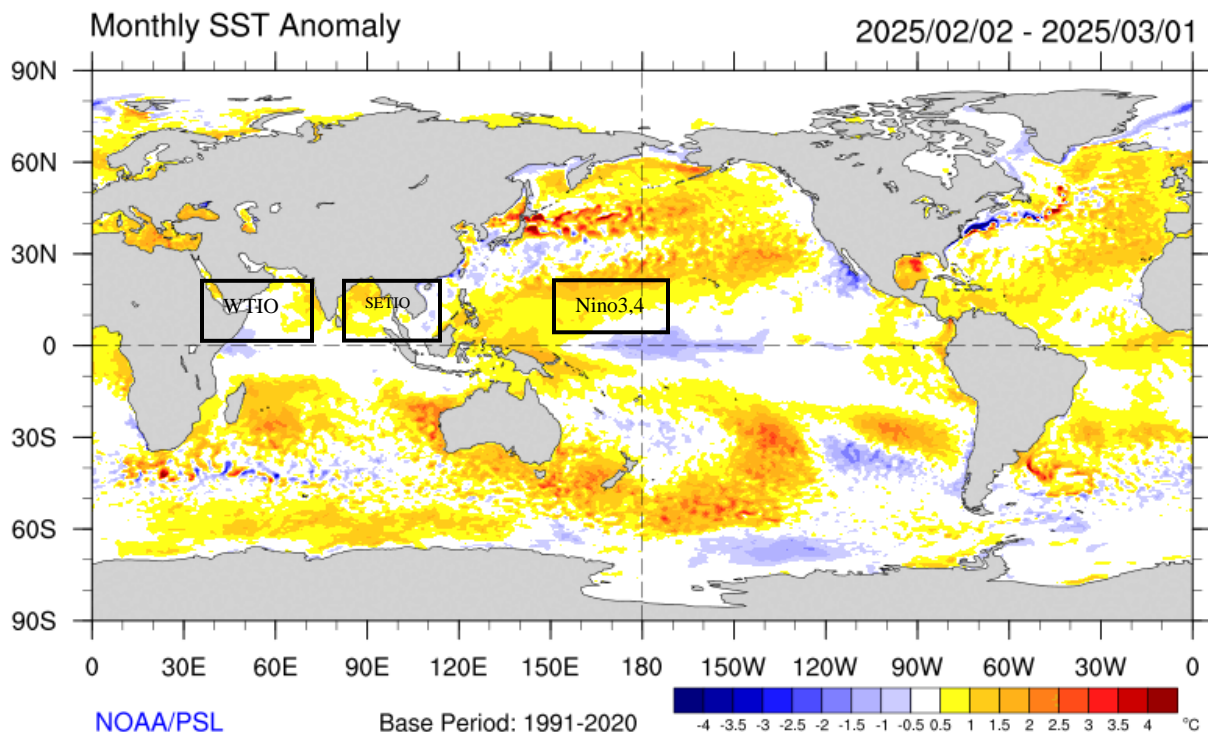 Monthly SST Anomaly 2025/02/02 - 2025/03/01
90N
60N
30N
WTIO SETIO Nino3,4
0
30S
60S
90S
0 30E 60E 90E 120E 150E 180 150W 120W 90W 60W 30W 0
-4 -3.5 -3 -2.5 -2 -1.5 -1 -0.5 0.5 1 1.5 2 2.5 3 3.5 4 °C
NOAA/PSL Base Period: 1991-2020